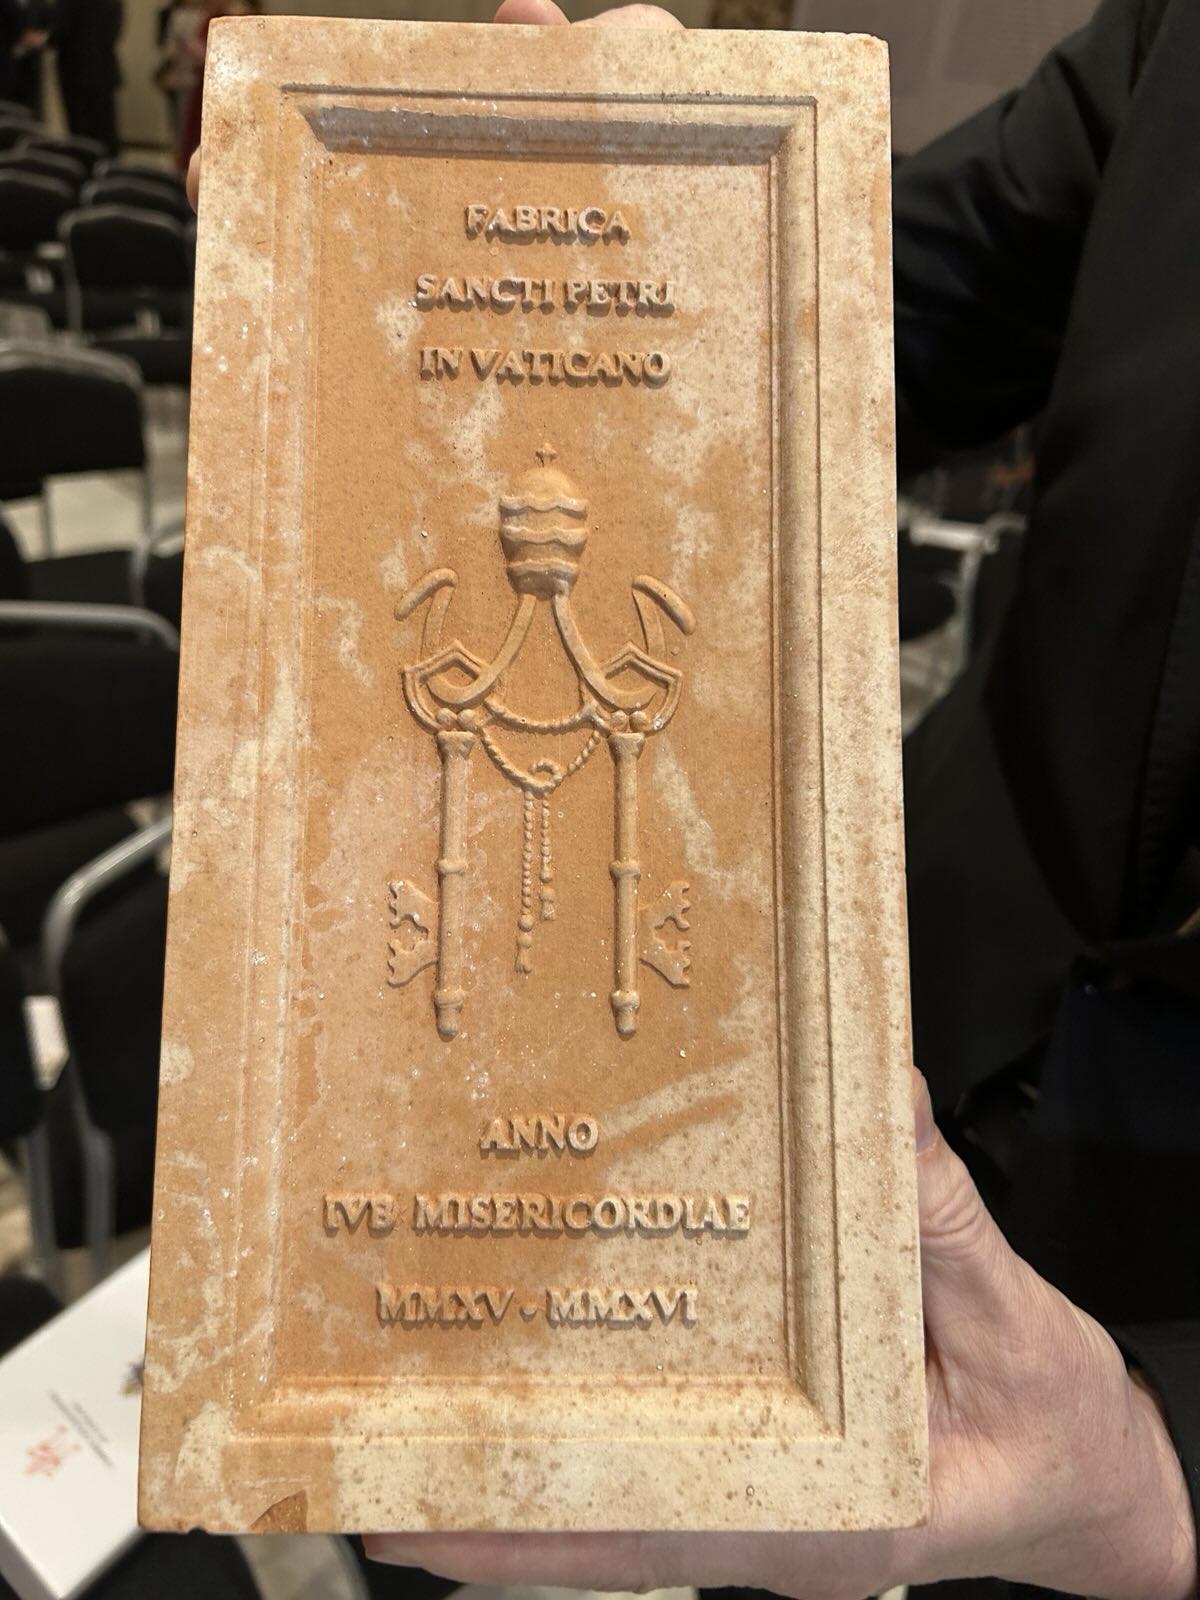 FABRICA
SANCTI PETRI
IN VATICANO
ANNO
IVB MISERICORDIAE
MMXV - MMXVI